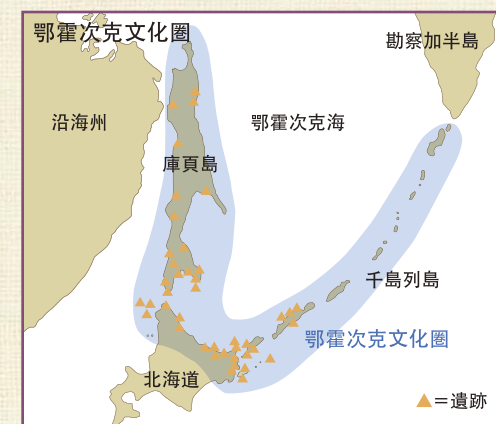 鄂霍次克文化圈
勘察加半島
沿海州
鄂霍次克海
庫頁島
千島列島
鄂霍次克文化圈
北海道
▲=遺跡